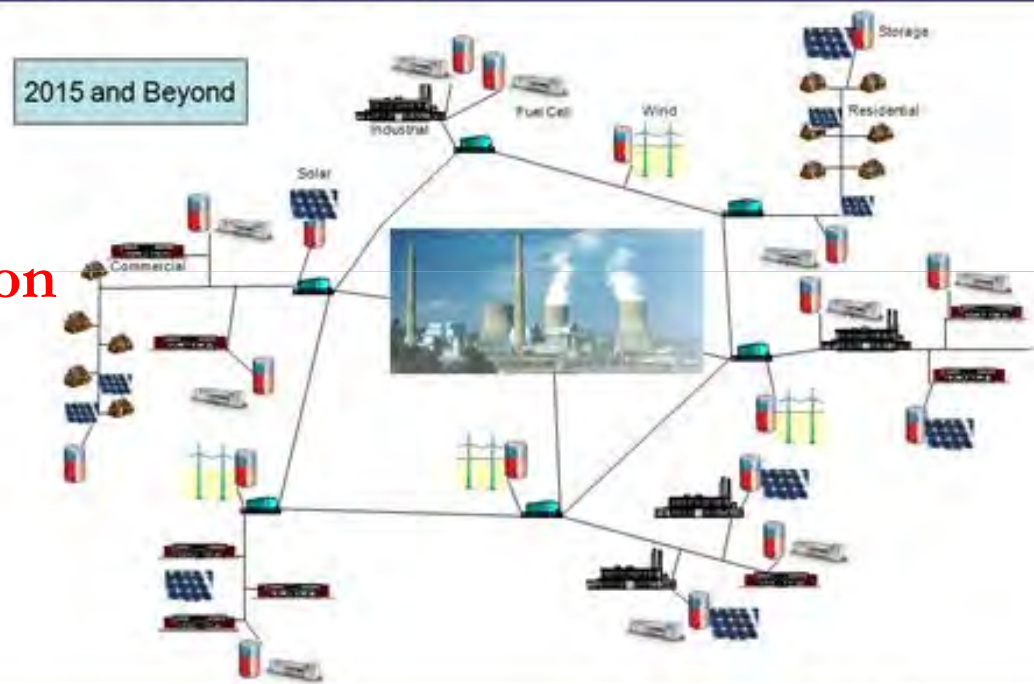 2015 and Beyond
Storage
Industrial
Fuel Cell
Wind
Residential
Solar
Commercial
on